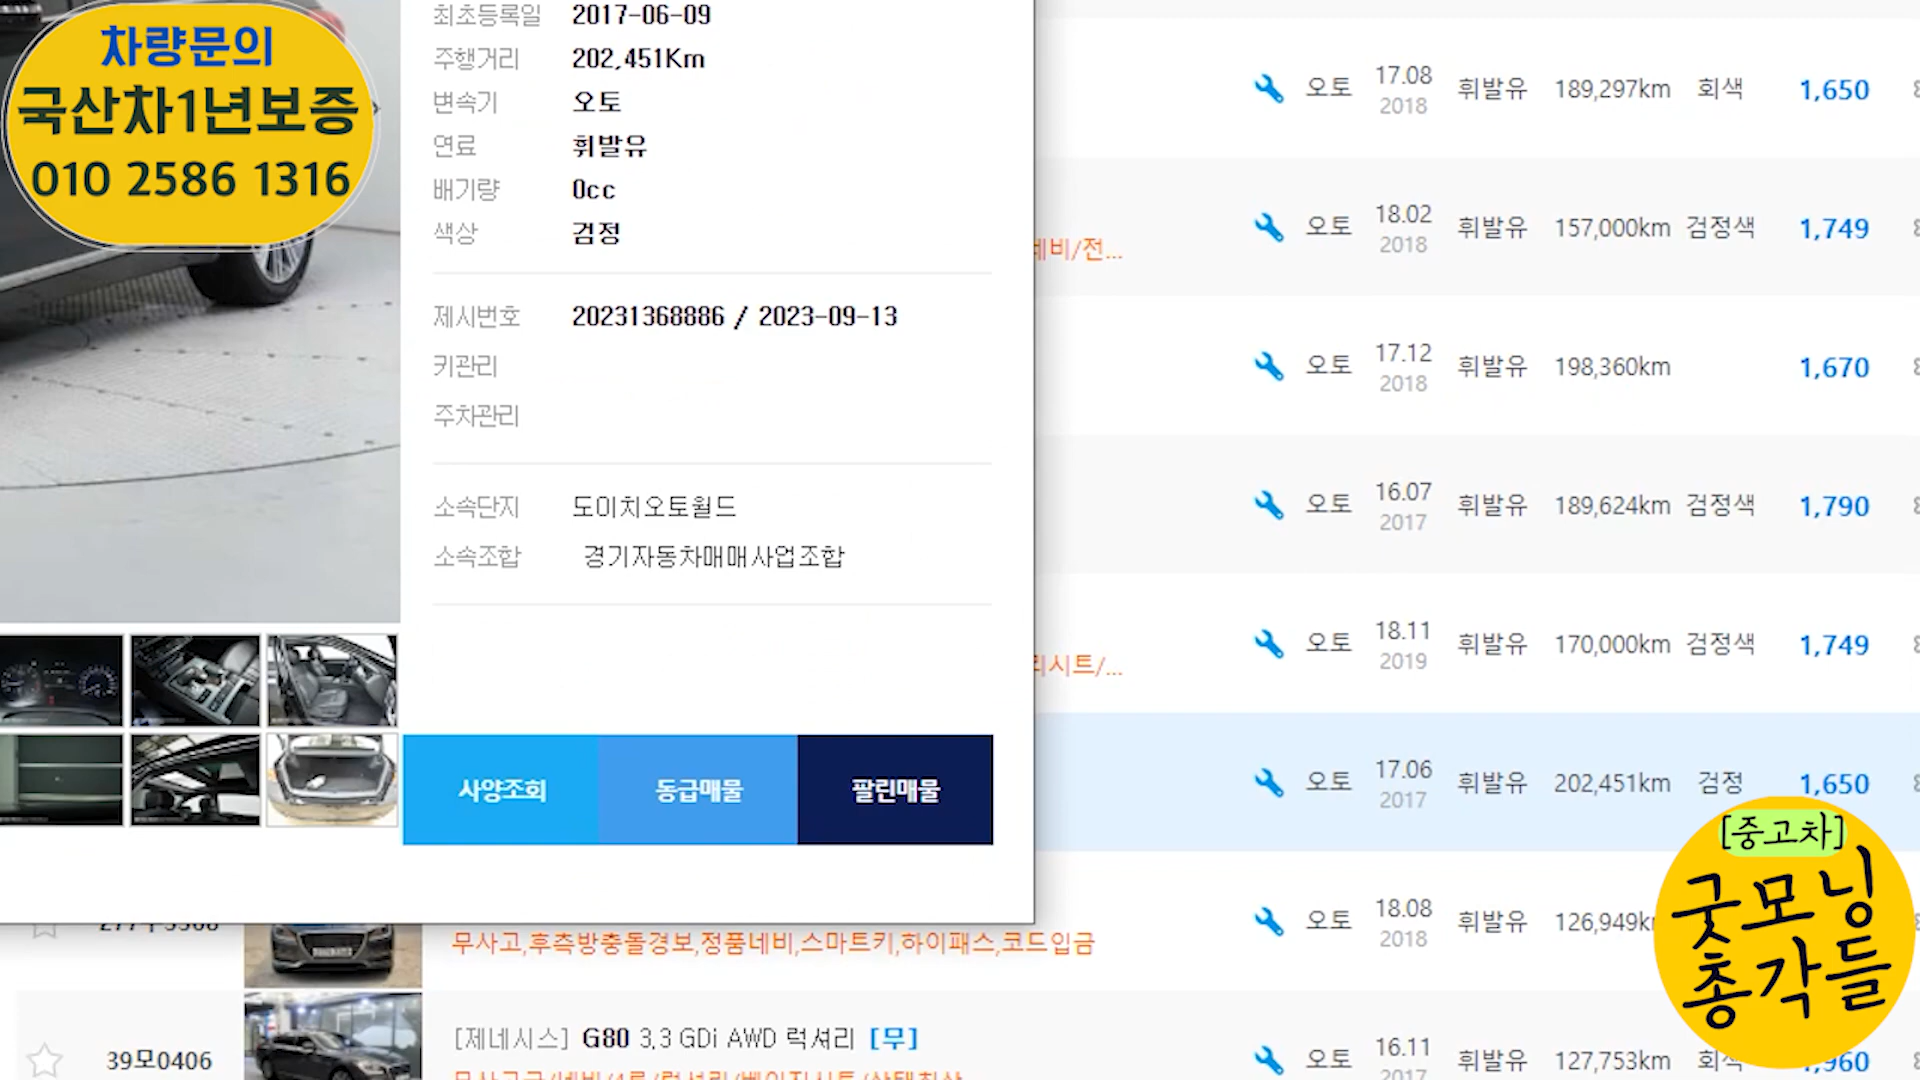 차량문의
국산차1년보증
010 2586 1316
최초등록일 2017-06-09
주행거리 202,451Km
변속기 오토
연료 휘발유
배기량 0cc
색상 검정
제시번호 20231368886 / 2023-09-13
키관리
주차관리
소속단지 도이치오토월드
소속조합 경기자동차매매사업조합
사양조회 동급매물 팔린매물
오토 17.08 2018 휘발유 189,297km 회색 1,650
네비/전...
오토 18.02 2018 휘발유 157,000km 검정색 1,749
오토 17.12 2018 휘발유 198,360km 1,670
오토 16.07 2017 휘발유 189,624km 검정색 1,790
리시트/...
오토 18.11 2019 휘발유 170,000km 검정색 1,749
오토 17.06 2017 휘발유 202,451km 검정 1,650
오토 18.08 2018 휘발유
무사고,후측방충돌경보,정품네비,스마트키,하이패스,코드입금
39모0406
[제네시스] G80 3.3 GDi AWD 럭셔리 [무]
오토 16.11 2017 휘발유 127,753km
[중고차]
굿모닝
총각들